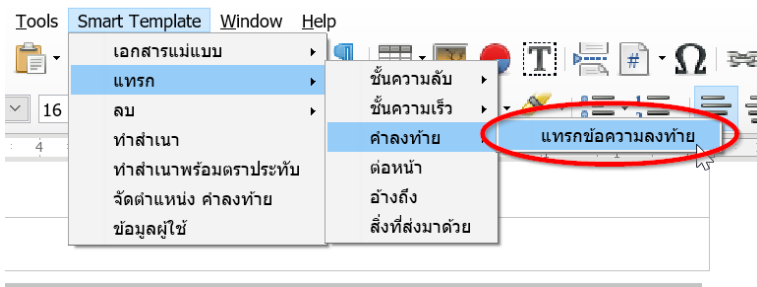 Tools Smart Template Window Help
16
4
เอกสารแม่แบบ
แทรก
ลบ
ทำสำเนา
ทำสำเนาพร้อมตราประทับ
จัดตำแหน่ง คำลงท้าย
ข้อมูลผู้ใช้
ชั้นความลับ
ชั้นความเร็ว
คำลงท้าย
ต่อหน้า
อ้างถึง
สิ่งที่ส่งมาด้วย
แทรกข้อความลงท้าย